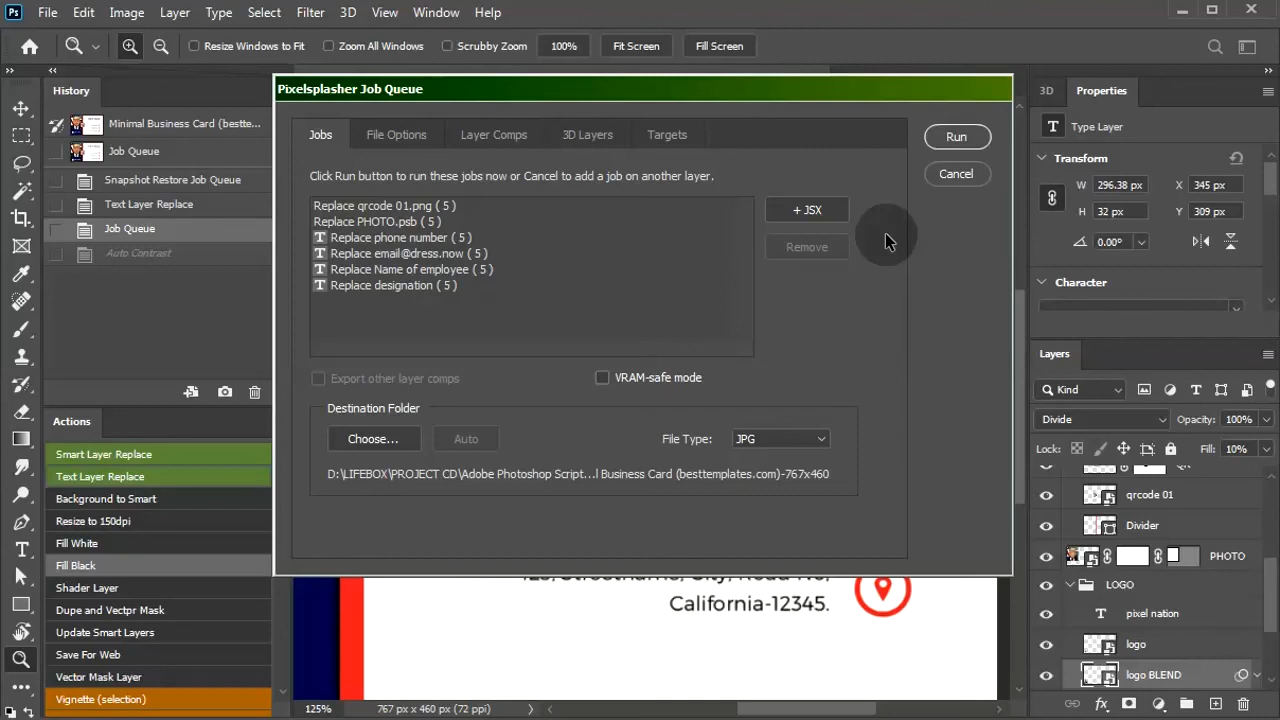 Ps File Edit Image Layer Type Select Filter 3D View Window Help
Resize Windows to Fit Zoom All Windows Scrubby Zoom 100% Fit Screen Fill Screen
History
Minimal Business Card (bestte...
Job Queue
Snapshot Restore Job Queue
Text Layer Replace
Job Queue
Auto Contrast
Actions
Smart Layer Replace
Text Layer Replace
Background to Smart
Resize to 150dpi
Fill White
Fill Black
Shader Layer
Dupe and Vectpr Mask
Update Smart Layers
Save For Web
Vector Mask Layer
Vignette (selection)
Pixelsplasher Job Queue
Jobs File Options Layer Comps 3D Layers Targets
Click Run button to run these jobs now or Cancel to add a job on another layer.
Replace qrcode 01.png ( 5 )
Replace PHOTO.psb ( 5 )
T Replace phone number ( 5 )
T Replace email@dress.now ( 5 )
T Replace Name of employee ( 5 )
T Replace designation ( 5 )
+ JSX
Remove
Run
Cancel
Export other layer comps VRAM-safe mode
Destination Folder
Choose... Auto File Type: JPG
D:\LIFEBOX\PROJECT CD\Adobe Photoshop Script...l Business Card (besttemplates.com)-767x460
California-12345.
125% 767 px x 460 px (72 ppi)
3D Properties
T Type Layer
Transform
W 296.38 px X 345 px
H 32 px Y 309 px
0.00°
Character
Layers
Kind
Divide Opacity: 100%
Lock: Fill: 10%
qrcode 01
Divider
PHOTO
LOGO
T pixel nation
logo
logo BLEND
fx